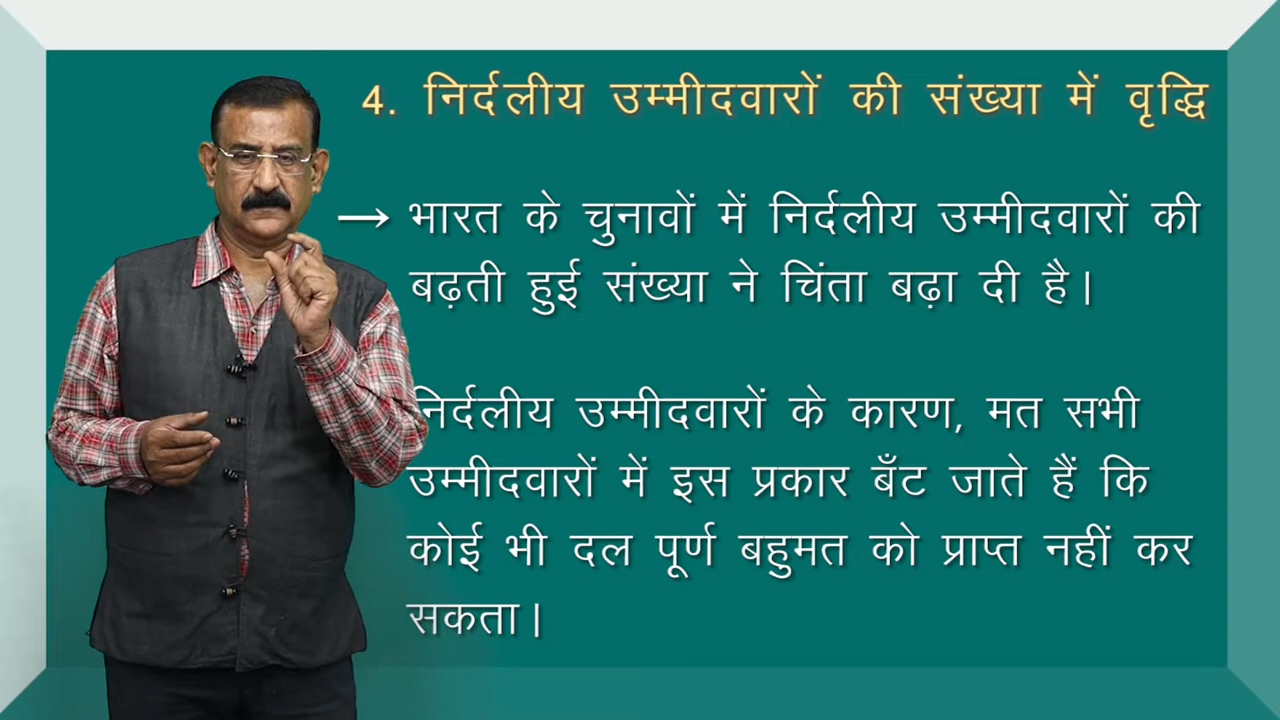 4. निर्दलीय उम्मीदवारों की संख्या में वृद्धि
→ भारत के चुनावों में निर्दलीय उम्मीदवारों की
बढ़ती हुई संख्या ने चिंता बढ़ा दी है।
निर्दलीय उम्मीदवारों के कारण, मत सभी
उम्मीदवारों में इस प्रकार बँट जाते हैं कि
कोई भी दल पूर्ण बहुमत को प्राप्त नहीं कर
सकता।